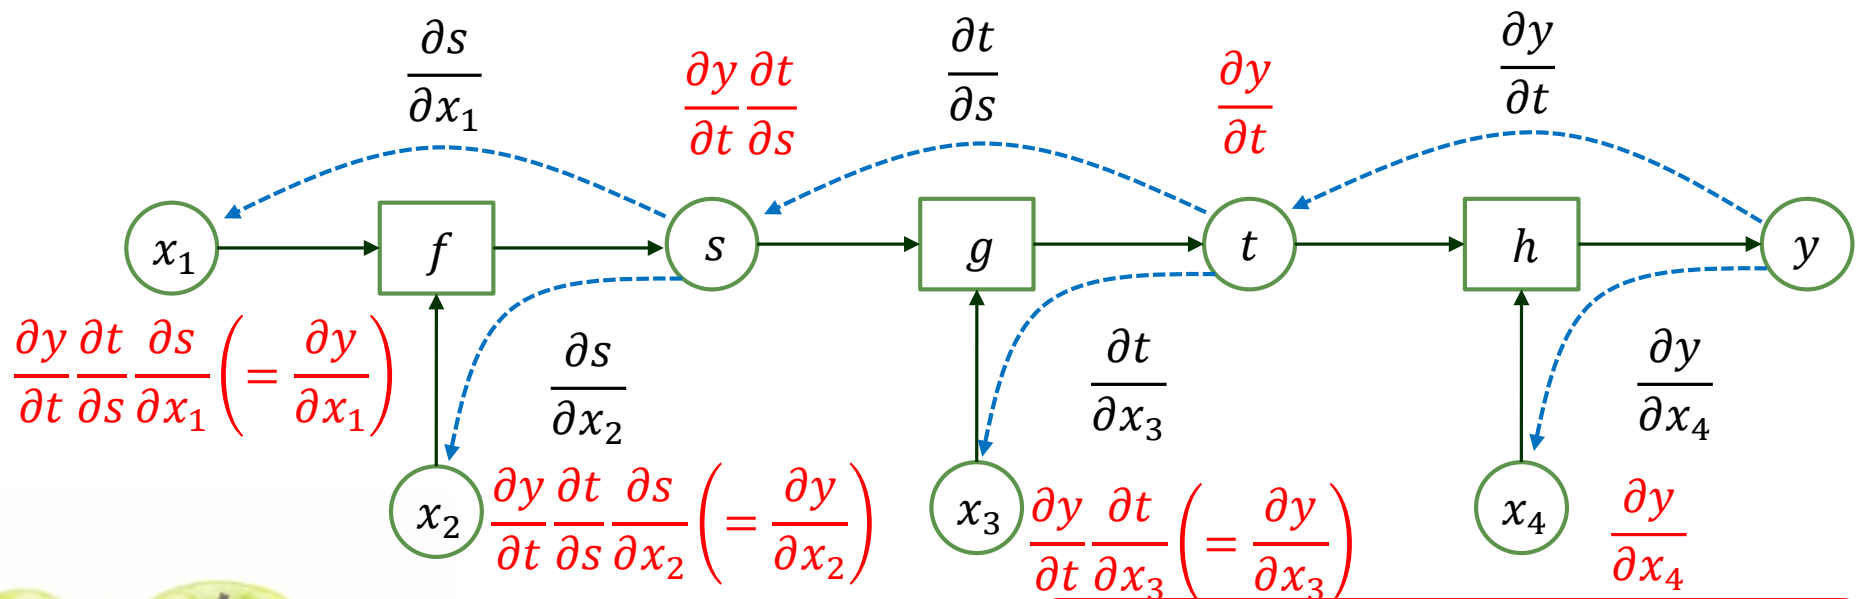 ∂s/∂x₁
∂y/∂t ∂t/∂s
∂t/∂s
∂y/∂t
∂y/∂t
x₁
f
s
g
t
h
y
∂y/∂t ∂t/∂s ∂s/∂x₁ (= ∂y/∂x₁)
∂s/∂x₂
∂t/∂x₃
∂y/∂x₄
x₂
∂y/∂t ∂t/∂s ∂s/∂x₂ (= ∂y/∂x₂)
x₃
∂y/∂t ∂t/∂x₃ (= ∂y/∂x₃)
x₄
∂y/∂x₄